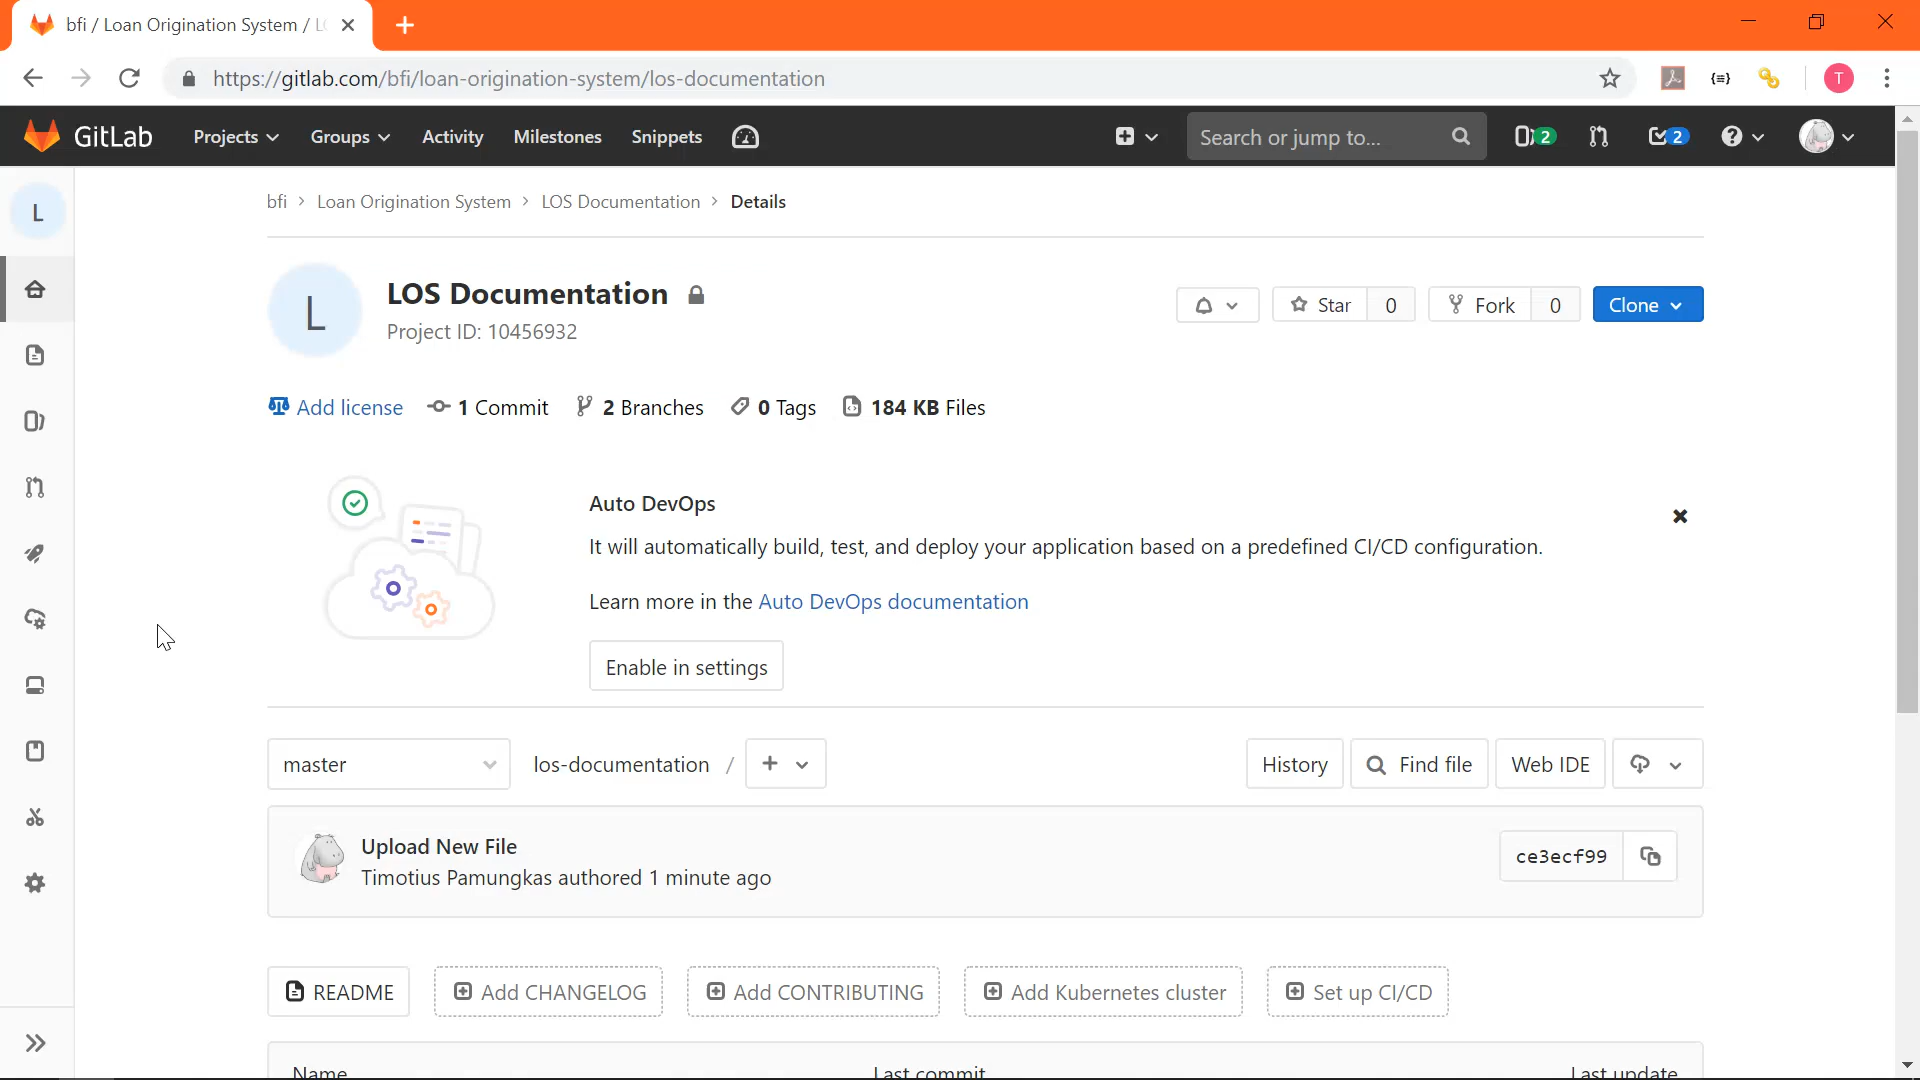 bfi / Loan Origination System / LO
https://gitlab.com/bfi/loan-origination-system/los-documentation
T
GitLab Projects Groups Activity Milestones Snippets Search or jump to... 2 2
L
bfi > Loan Origination System > LOS Documentation > Details
L
LOS Documentation
Project ID: 10456932
Star 0 Fork 0 Clone
Add license 1 Commit 2 Branches 0 Tags 184 KB Files
Auto DevOps
It will automatically build, test, and deploy your application based on a predefined CI/CD configuration.
Learn more in the Auto DevOps documentation
Enable in settings
master los-documentation / + History Find file Web IDE
Upload New File
Timotius Pamungkas authored 1 minute ago
ce3ecf99
README Add CHANGELOG Add CONTRIBUTING Add Kubernetes cluster Set up CI/CD
Name Last commit Last update